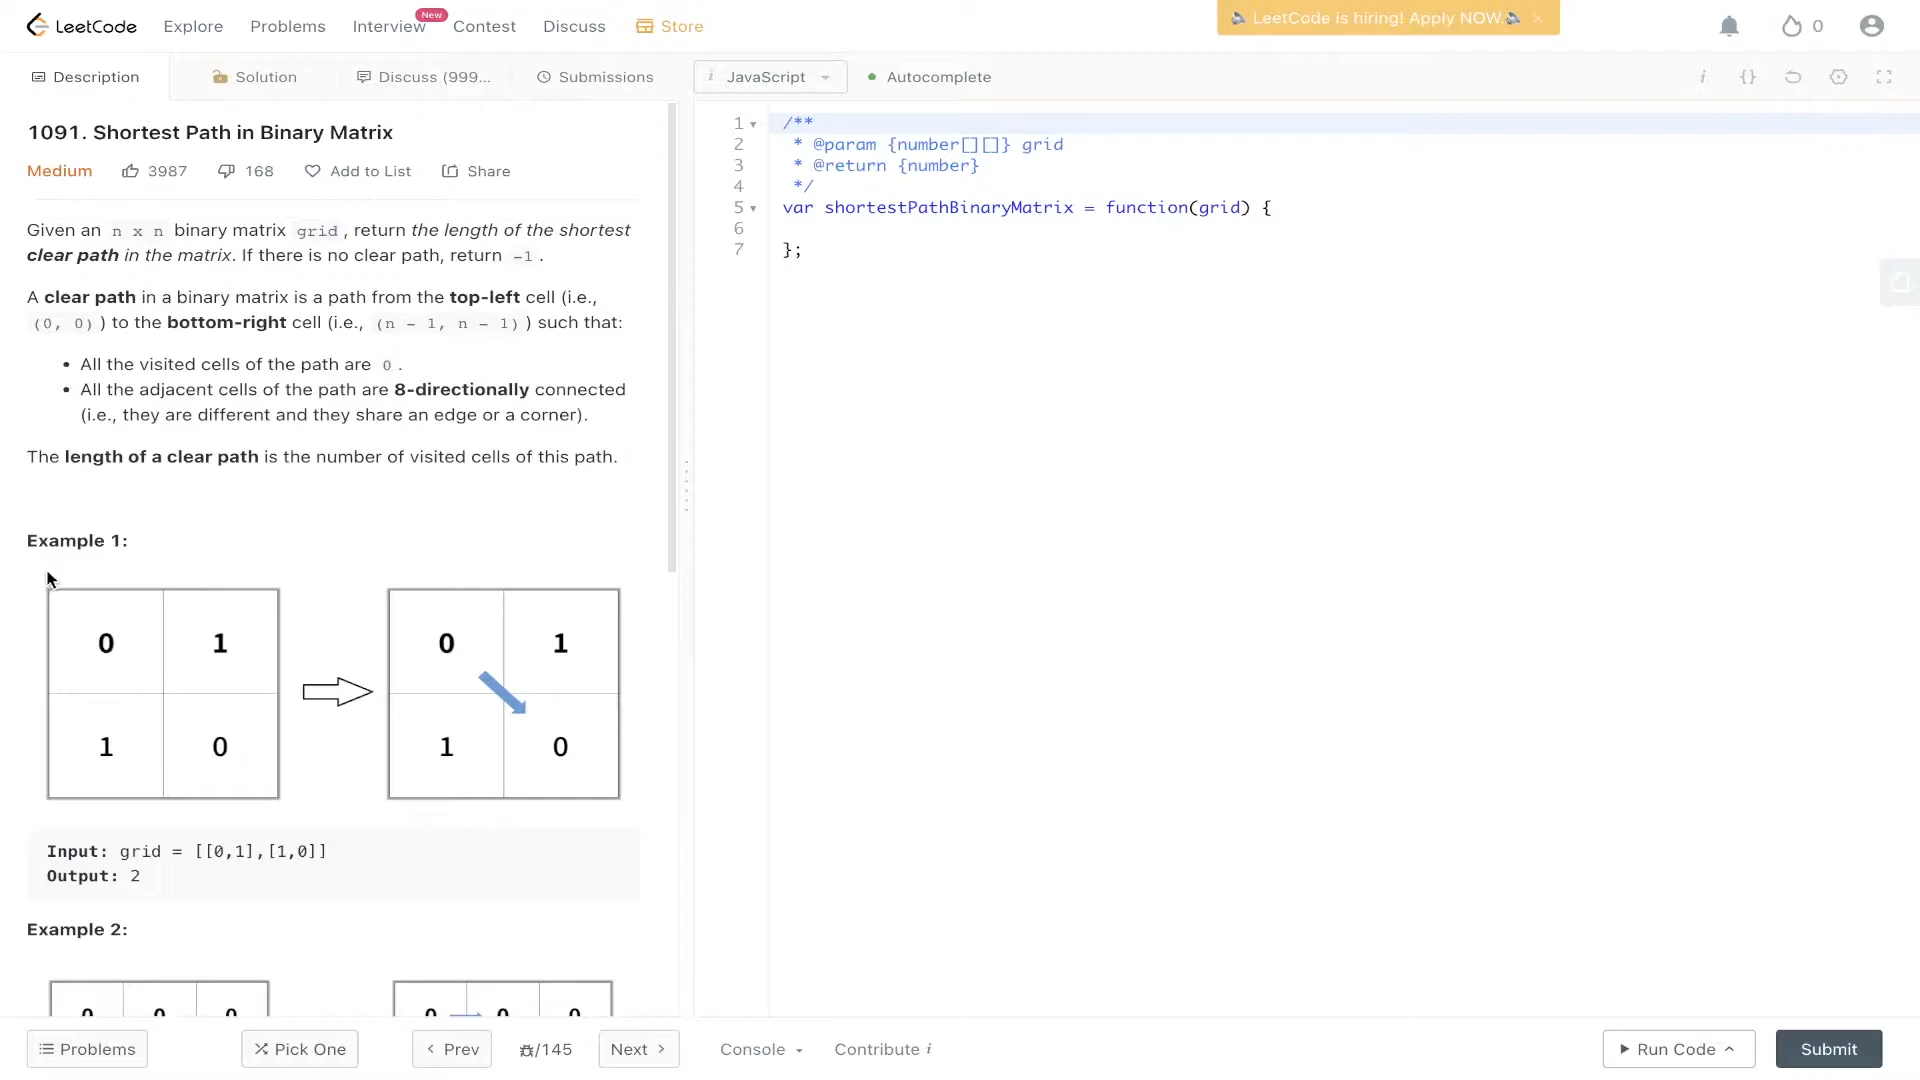 LeetCode Explore Problems Interview New Contest Discuss Store LeetCode is hiring! Apply NOW. 0
Description Solution Discuss (999... Submissions i JavaScript Autocomplete i {}
1091. Shortest Path in Binary Matrix
Medium 3987 168 Add to List Share
Given an n x n binary matrix grid, return the length of the shortest
clear path in the matrix. If there is no clear path, return -1.
A clear path in a binary matrix is a path from the top-left cell (i.e.,
(0, 0)) to the bottom-right cell (i.e., (n - 1, n - 1)) such that:
• All the visited cells of the path are 0.
• All the adjacent cells of the path are 8-directionally connected
(i.e., they are different and they share an edge or a corner).
The length of a clear path is the number of visited cells of this path.
Example 1:
0 1 0 1
1 0 1 0
Input: grid = [[0,1],[1,0]]
Output: 2
Example 2:
0 0 0 0 0 0
1 /**
2 * @param {number[][]} grid
3 * @return {number}
4 */
5 var shortestPathBinaryMatrix = function(grid) {
6
7 };
Problems Pick One < Prev /145 Next > Console Contribute i Run Code Submit